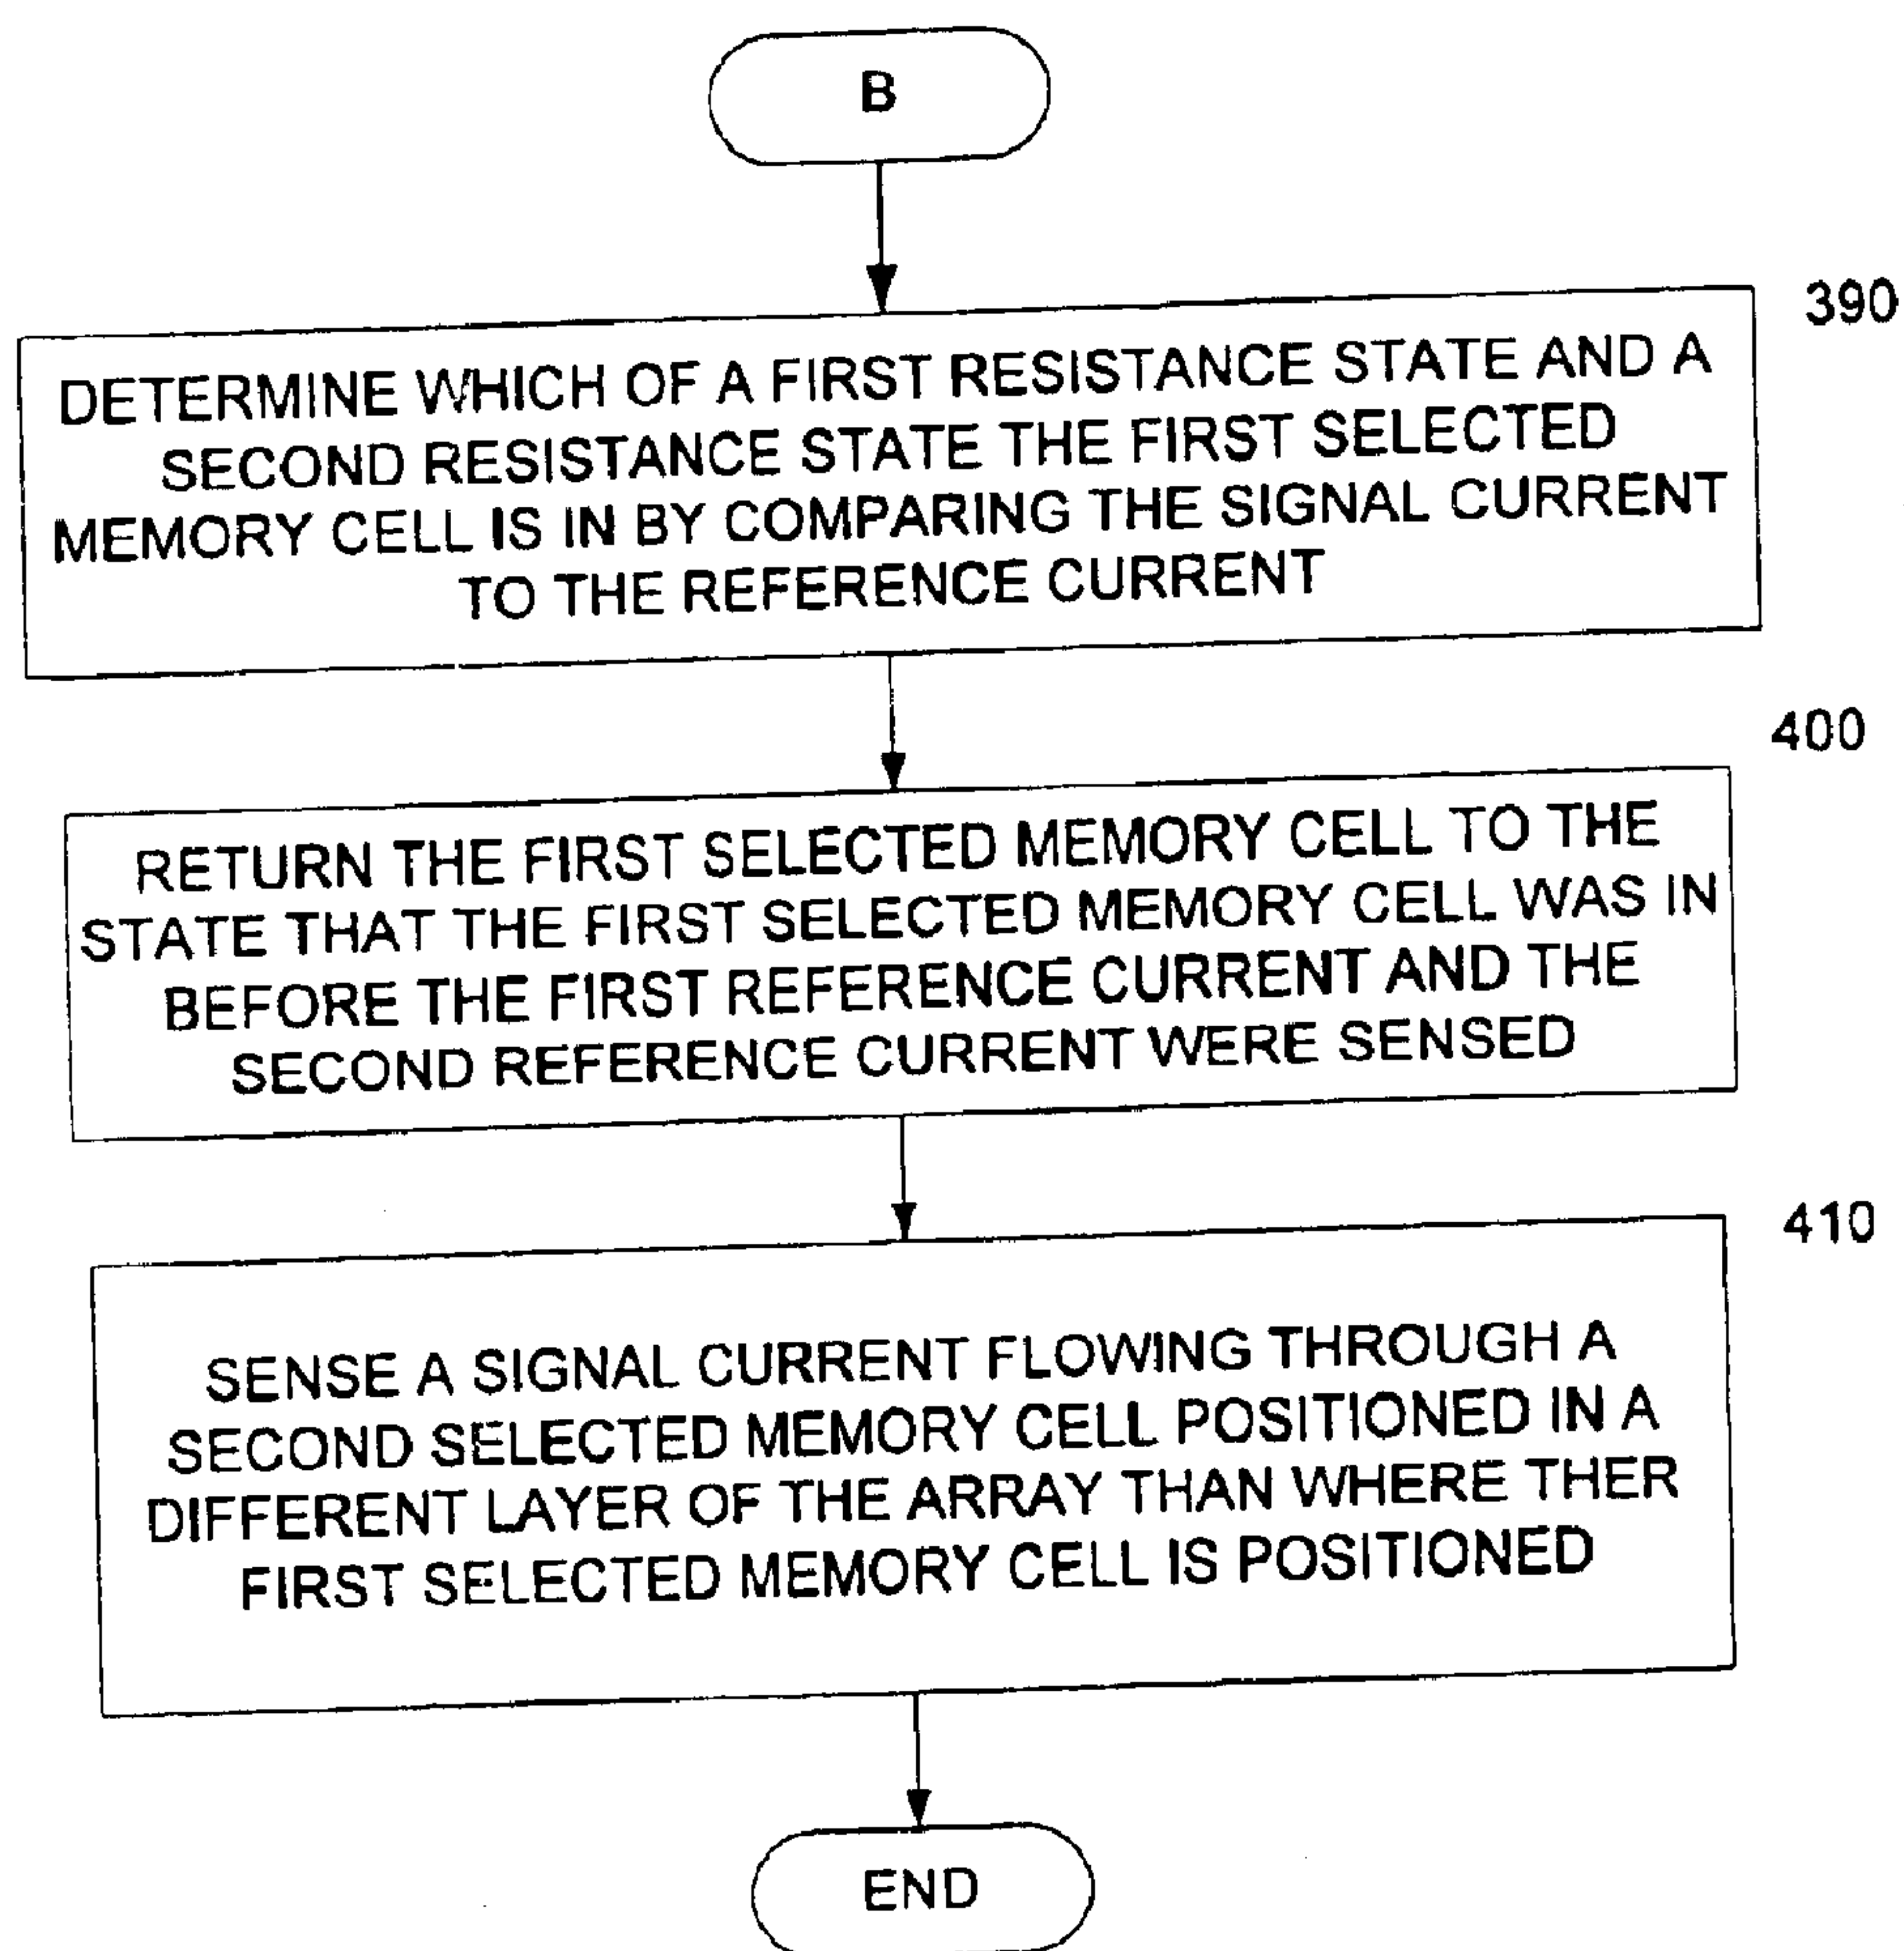 B
390
DETERMINE WHICH OF A FIRST RESISTANCE STATE AND A
SECOND RESISTANCE STATE THE FIRST SELECTED
MEMORY CELL IS IN BY COMPARING THE SIGNAL CURRENT
TO THE REFERENCE CURRENT
400
RETURN THE FIRST SELECTED MEMORY CELL TO THE
STATE THAT THE FIRST SELECTED MEMORY CELL WAS IN
BEFORE THE FIRST REFERENCE CURRENT AND THE
SECOND REFERENCE CURRENT WERE SENSED
410
SENSE A SIGNAL CURRENT FLOWING THROUGH A
SECOND SELECTED MEMORY CELL POSITIONED IN A
DIFFERENT LAYER OF THE ARRAY THAN WHERE THER
FIRST SELECTED MEMORY CELL IS POSITIONED
END